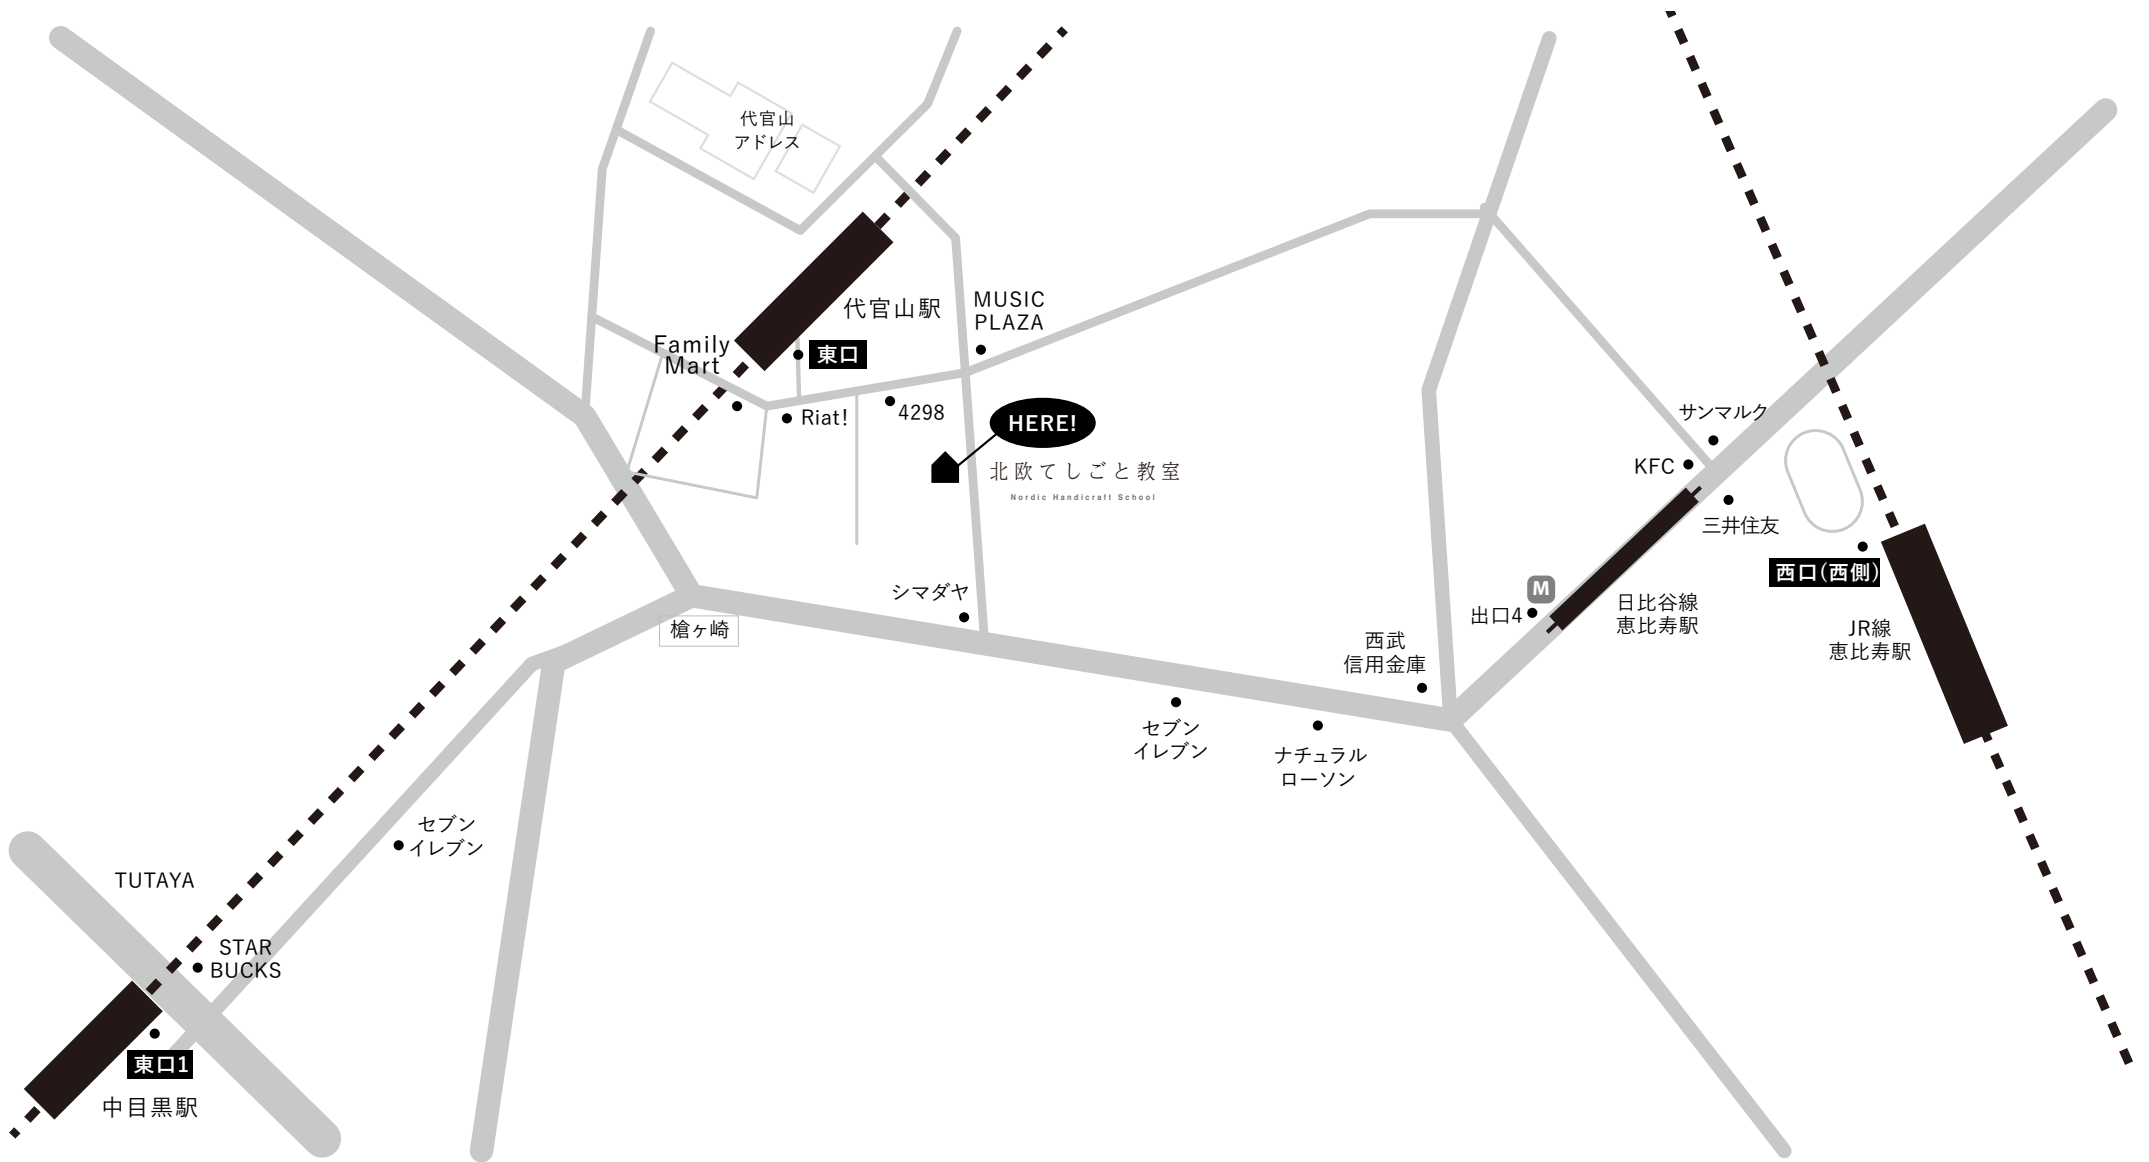 代官山
アドレス
代官山駅
MUSIC
PLAZA
Family
Mart
東口
Riat!
4298
HERE!
北欧てしごと教室
Nordic Handicraft School
サンマルク
KFC
三井住友
西口(西側)
M
出口4
日比谷線
恵比寿駅
JR線
恵比寿駅
シマダヤ
槍ヶ崎
西武
信用金庫
セブン
イレブン
ナチュラル
ローソン
セブン
イレブン
TUTAYA
STAR
BUCKS
東口1
中目黒駅